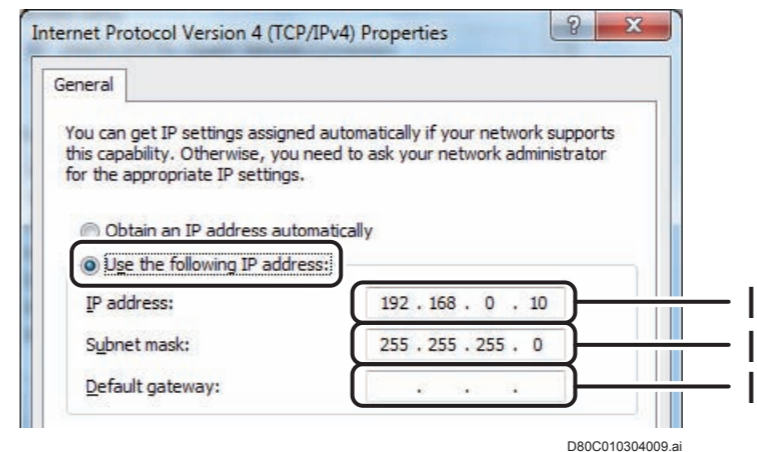 Internet Protocol Version 4 (TCP/IPv4) Properties
General
You can get IP settings assigned automatically if your network supports
this capability. Otherwise, you need to ask your network administrator
for the appropriate IP settings.
Obtain an IP address automatically
Use the following IP address:
IP address: 192 . 168 . 0 . 10
Subnet mask: 255 . 255 . 255 . 0
Default gateway: . . .
D80C010304009.ai